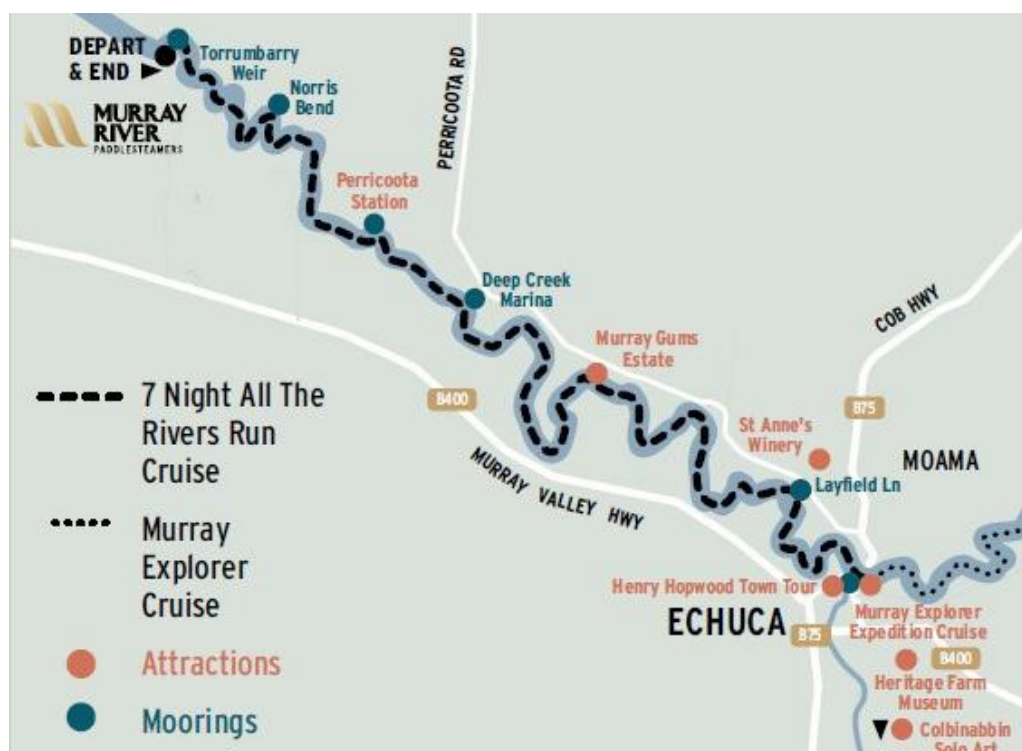 DEPART
& END
MURRAY
RIVER
PADDLESTEAMERS
Torrumbarry
Weir
Norris
Bend
PERRICOOTA RD
Perricoota
Station
Deep Creek
Marina
Murray Gums
Estate
COB HWY
B400
B75
St Anne's
Winery
MOAMA
MURRAY VALLEY HWY
Layfield Ln
Henry Hopwood Town Tour
ECHUCA
B75
Murray Explorer
Expedition Cruise
B400
Heritage Farm
Museum
Colbinabbin
Silo Art
7 Night All The
Rivers Run
Cruise
Murray
Explorer
Cruise
Attractions
Moorings